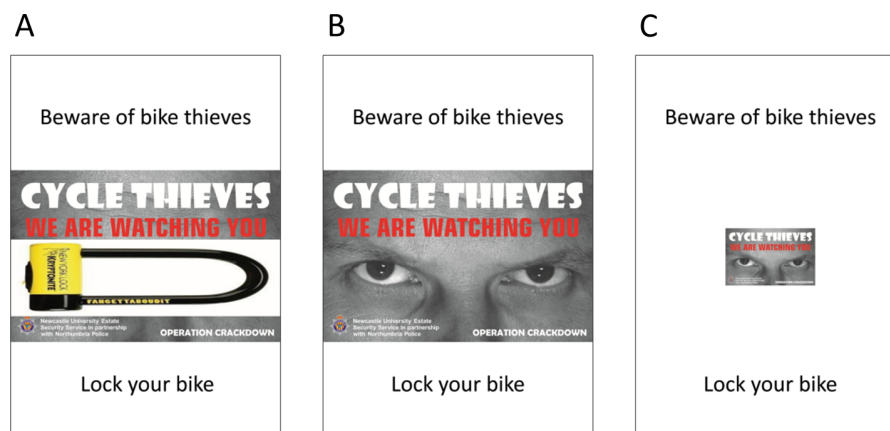 A
Beware of bike thieves
CYCLE THIEVES
WE ARE WATCHING YOU
NEW YORK LOCK
KRYPTONITE
FAHGETTABOUDIT
Newcastle University Estate
Security Service in partnership
with Northumbria Police
OPERATION CRACKDOWN
Lock your bike
B
Beware of bike thieves
CYCLE THIEVES
WE ARE WATCHING YOU
Newcastle University Estate
Security Service in partnership
with Northumbria Police
OPERATION CRACKDOWN
Lock your bike
C
Beware of bike thieves
CYCLE THIEVES
WE ARE WATCHING YOU
OPERATION CRACKDOWN
Lock your bike